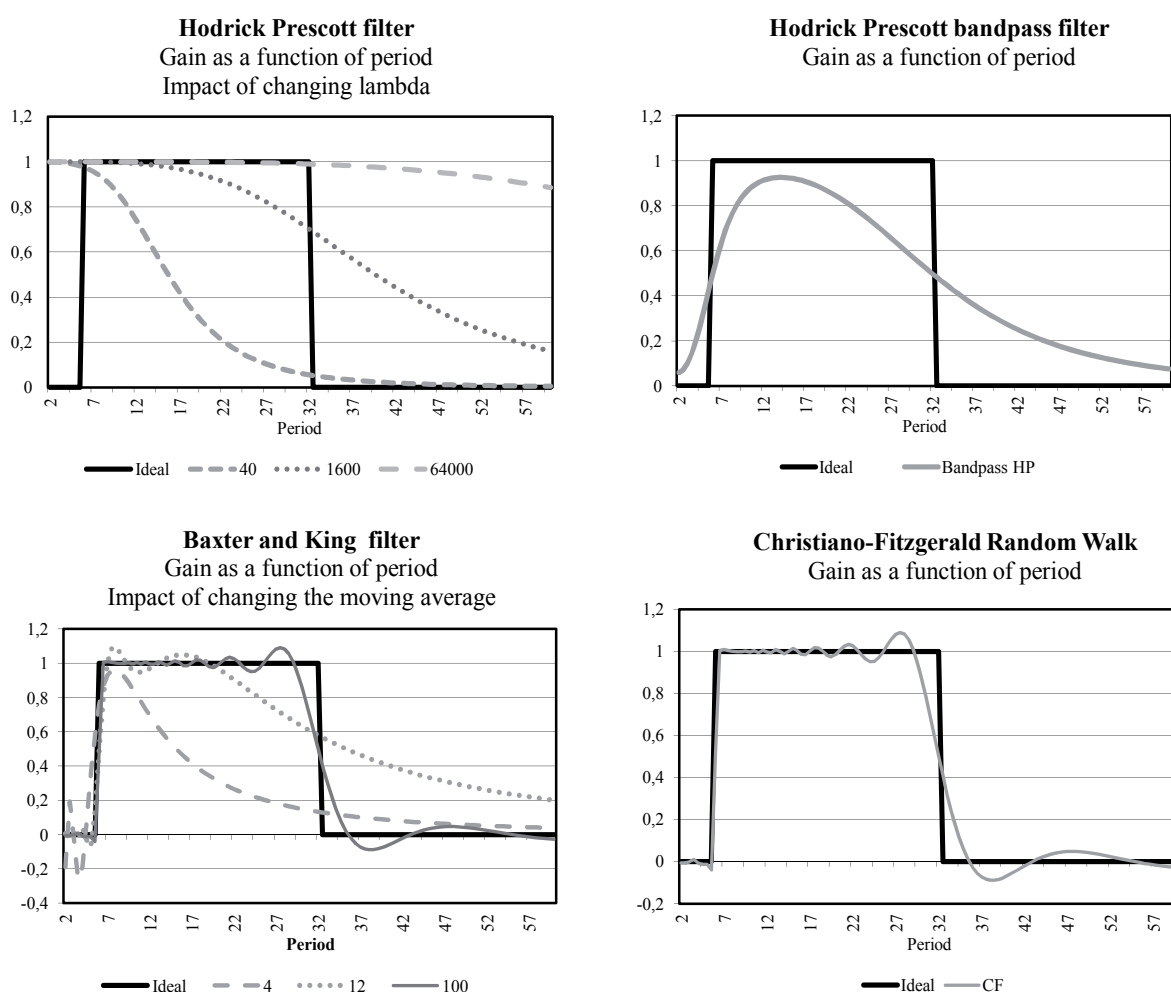 Hodrick Prescott filter
Gain as a function of period
Impact of changing lambda
1,2
1
0,8
0,6
0,4
0,2
0
2 7 12 17 22 27 32 37 42 47 52 57
Period
Ideal 40 1600 64000
Hodrick Prescott bandpass filter
Gain as a function of period
1,2
1
0,8
0,6
0,4
0,2
0
2 7 12 17 22 27 32 37 42 47 52 57
Period
Ideal Bandpass HP
Baxter and King filter
Gain as a function of period
Impact of changing the moving average
1,2
1
0,8
0,6
0,4
0,2
0
-0,2
-0,4
2 7 12 17 22 27 32 37 42 47 52 57
Period
Ideal 4 12 100
Christiano-Fitzgerald Random Walk
Gain as a function of period
1,2
1
0,8
0,6
0,4
0,2
0
-0,2
2 7 12 17 22 27 32 37 42 47 52 57
Period
Ideal CF